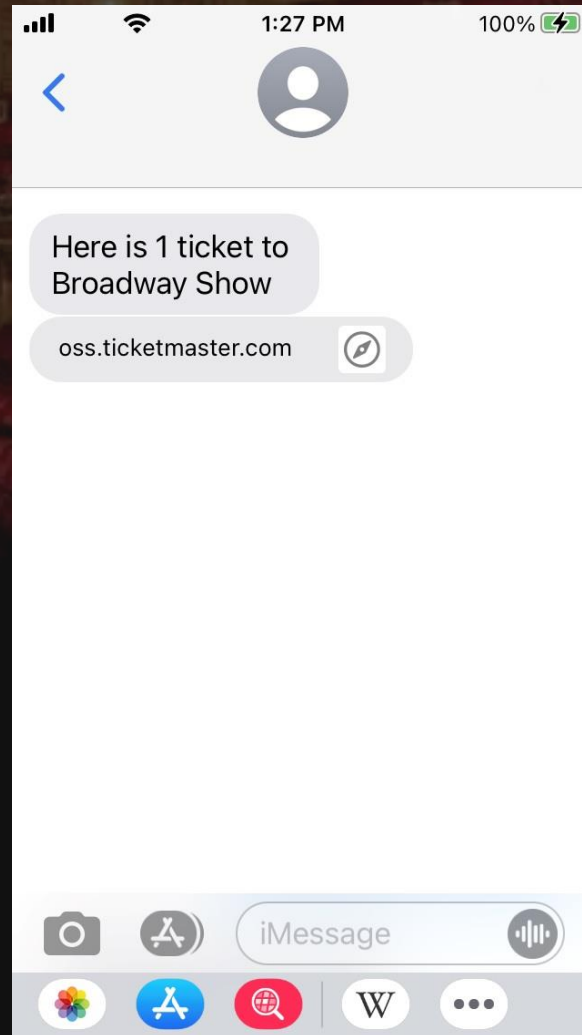 1:27 PM
100%
Here is 1 ticket to
Broadway Show
oss.ticketmaster.com
iMessage
W